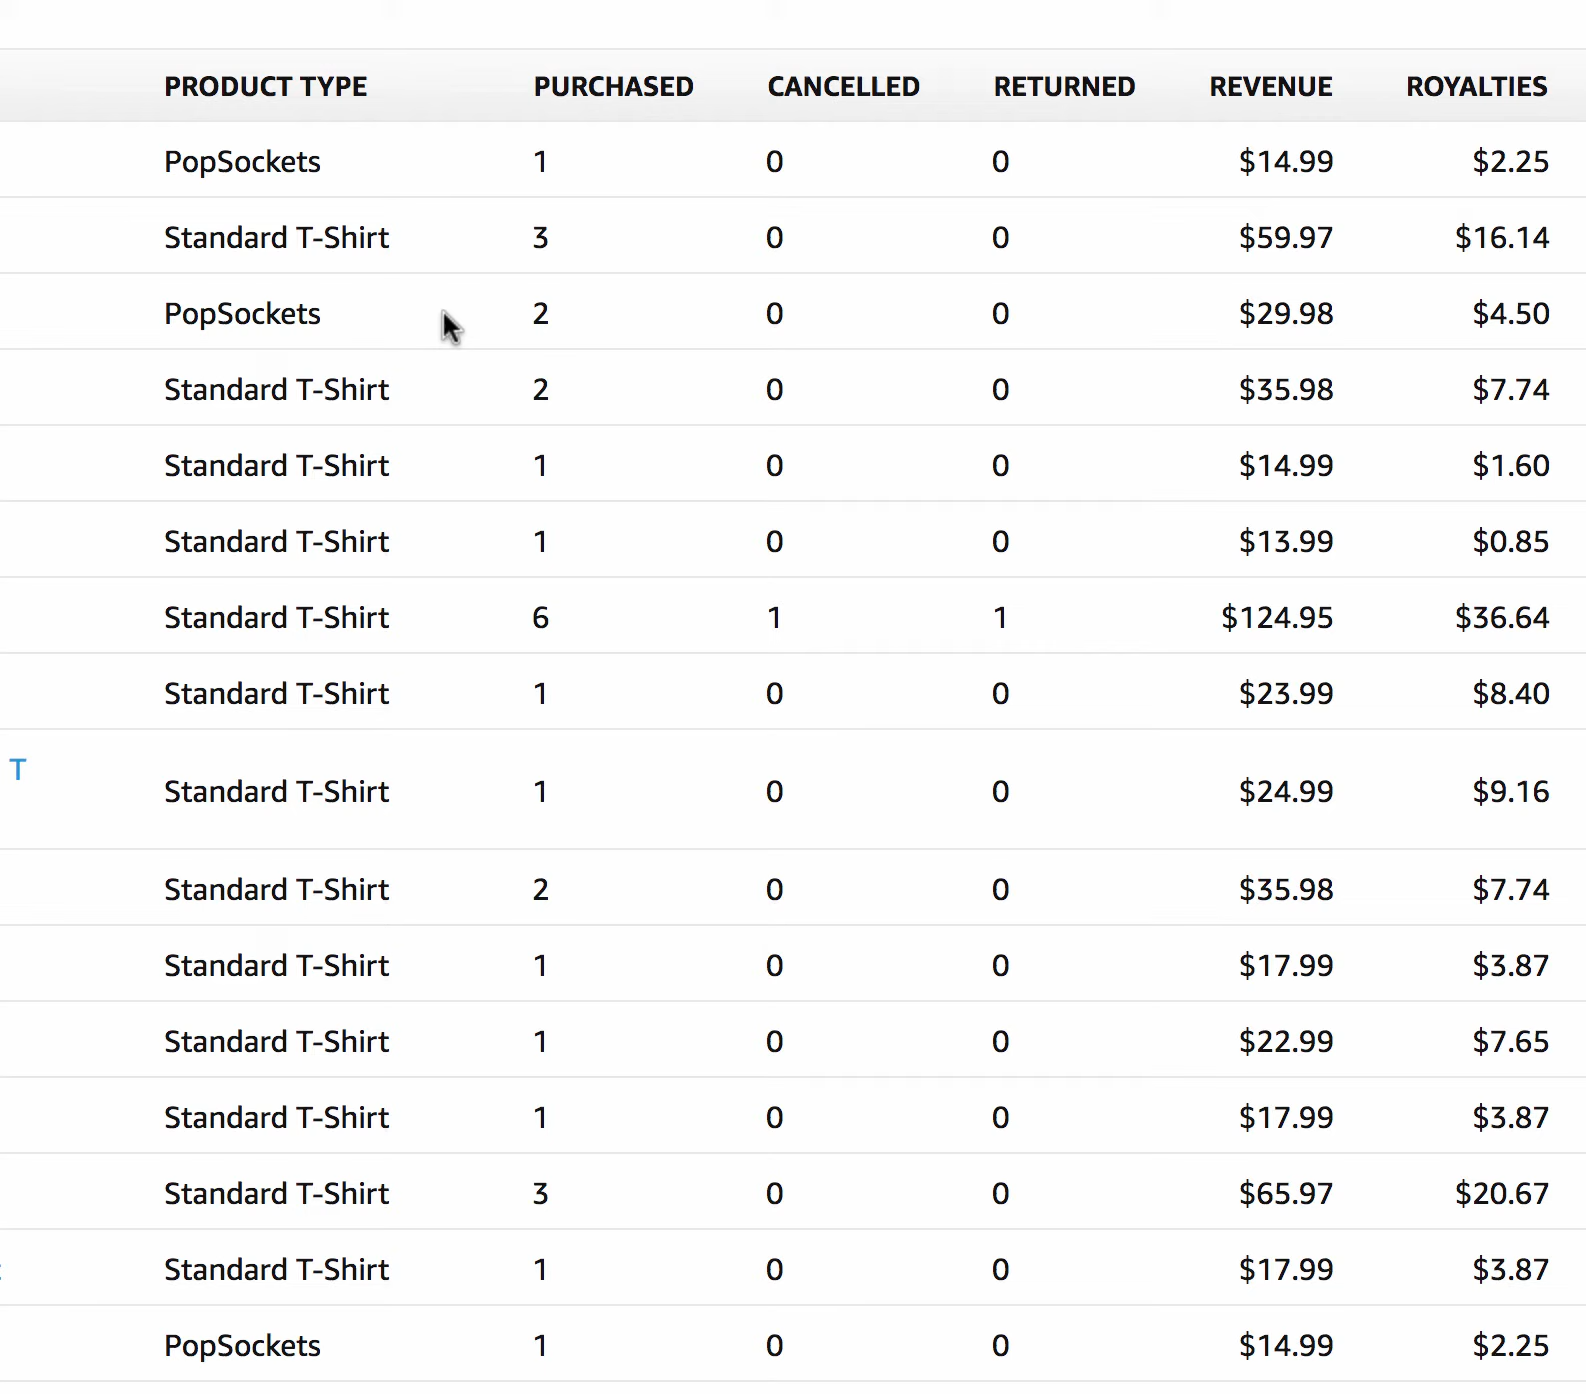 PRODUCT TYPE PURCHASED CANCELLED RETURNED REVENUE ROYALTIES
PopSockets 1 0 0 $14.99 $2.25
Standard T-Shirt 3 0 0 $59.97 $16.14
PopSockets 2 0 0 $29.98 $4.50
Standard T-Shirt 2 0 0 $35.98 $7.74
Standard T-Shirt 1 0 0 $14.99 $1.60
Standard T-Shirt 1 0 0 $13.99 $0.85
Standard T-Shirt 6 1 1 $124.95 $36.64
Standard T-Shirt 1 0 0 $23.99 $8.40
T
Standard T-Shirt 1 0 0 $24.99 $9.16
Standard T-Shirt 2 0 0 $35.98 $7.74
Standard T-Shirt 1 0 0 $17.99 $3.87
Standard T-Shirt 1 0 0 $22.99 $7.65
Standard T-Shirt 1 0 0 $17.99 $3.87
Standard T-Shirt 3 0 0 $65.97 $20.67
Standard T-Shirt 1 0 0 $17.99 $3.87
PopSockets 1 0 0 $14.99 $2.25